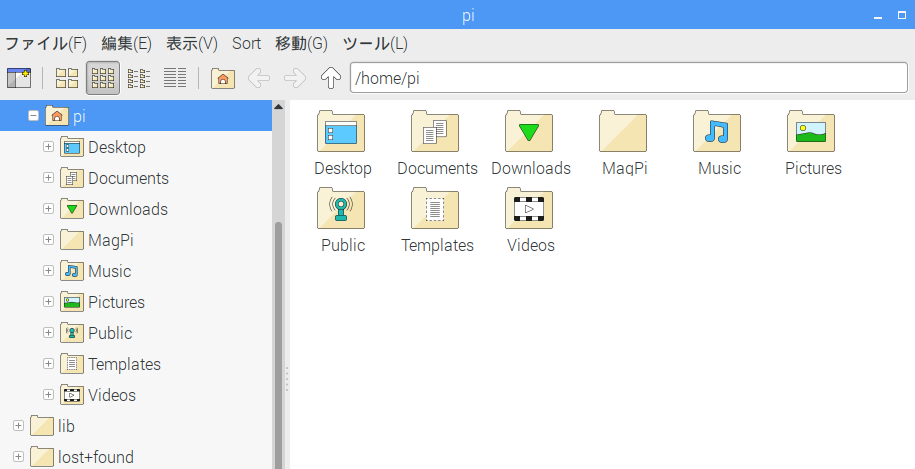 pi
ファイル(F) 編集(E) 表示(V) Sort 移動(G) ツール(L)
/home/pi
pi
Desktop
Documents
Downloads
MagPi
Music
Pictures
Public
Templates
Videos
lib
lost+found
Desktop Documents Downloads MagPi Music Pictures
Public Templates Videos